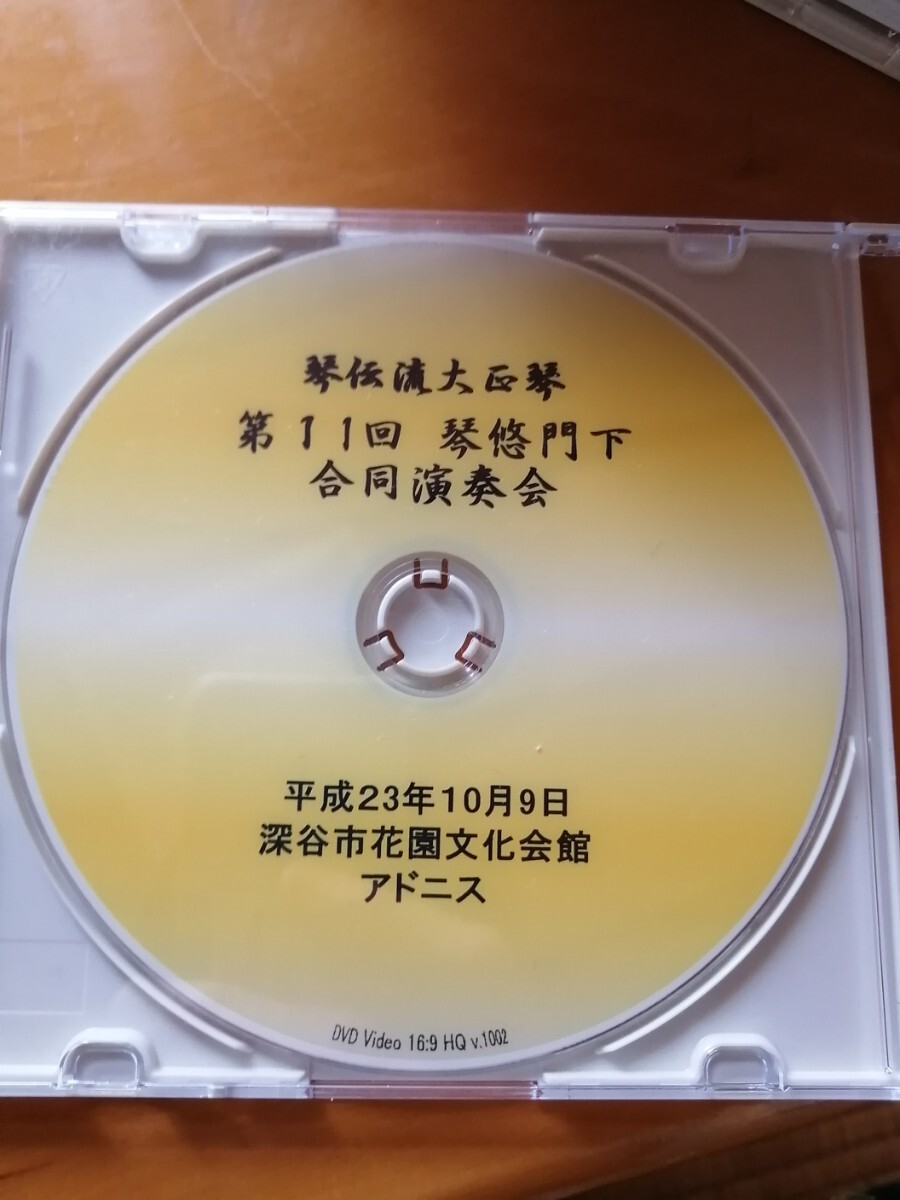 琴伝流大正琴
第11回 琴悠門下
合同演奏会
平成23年10月9日
深谷市花園文化会館
アドニス
DVD Video 16:9 HQ v.1002